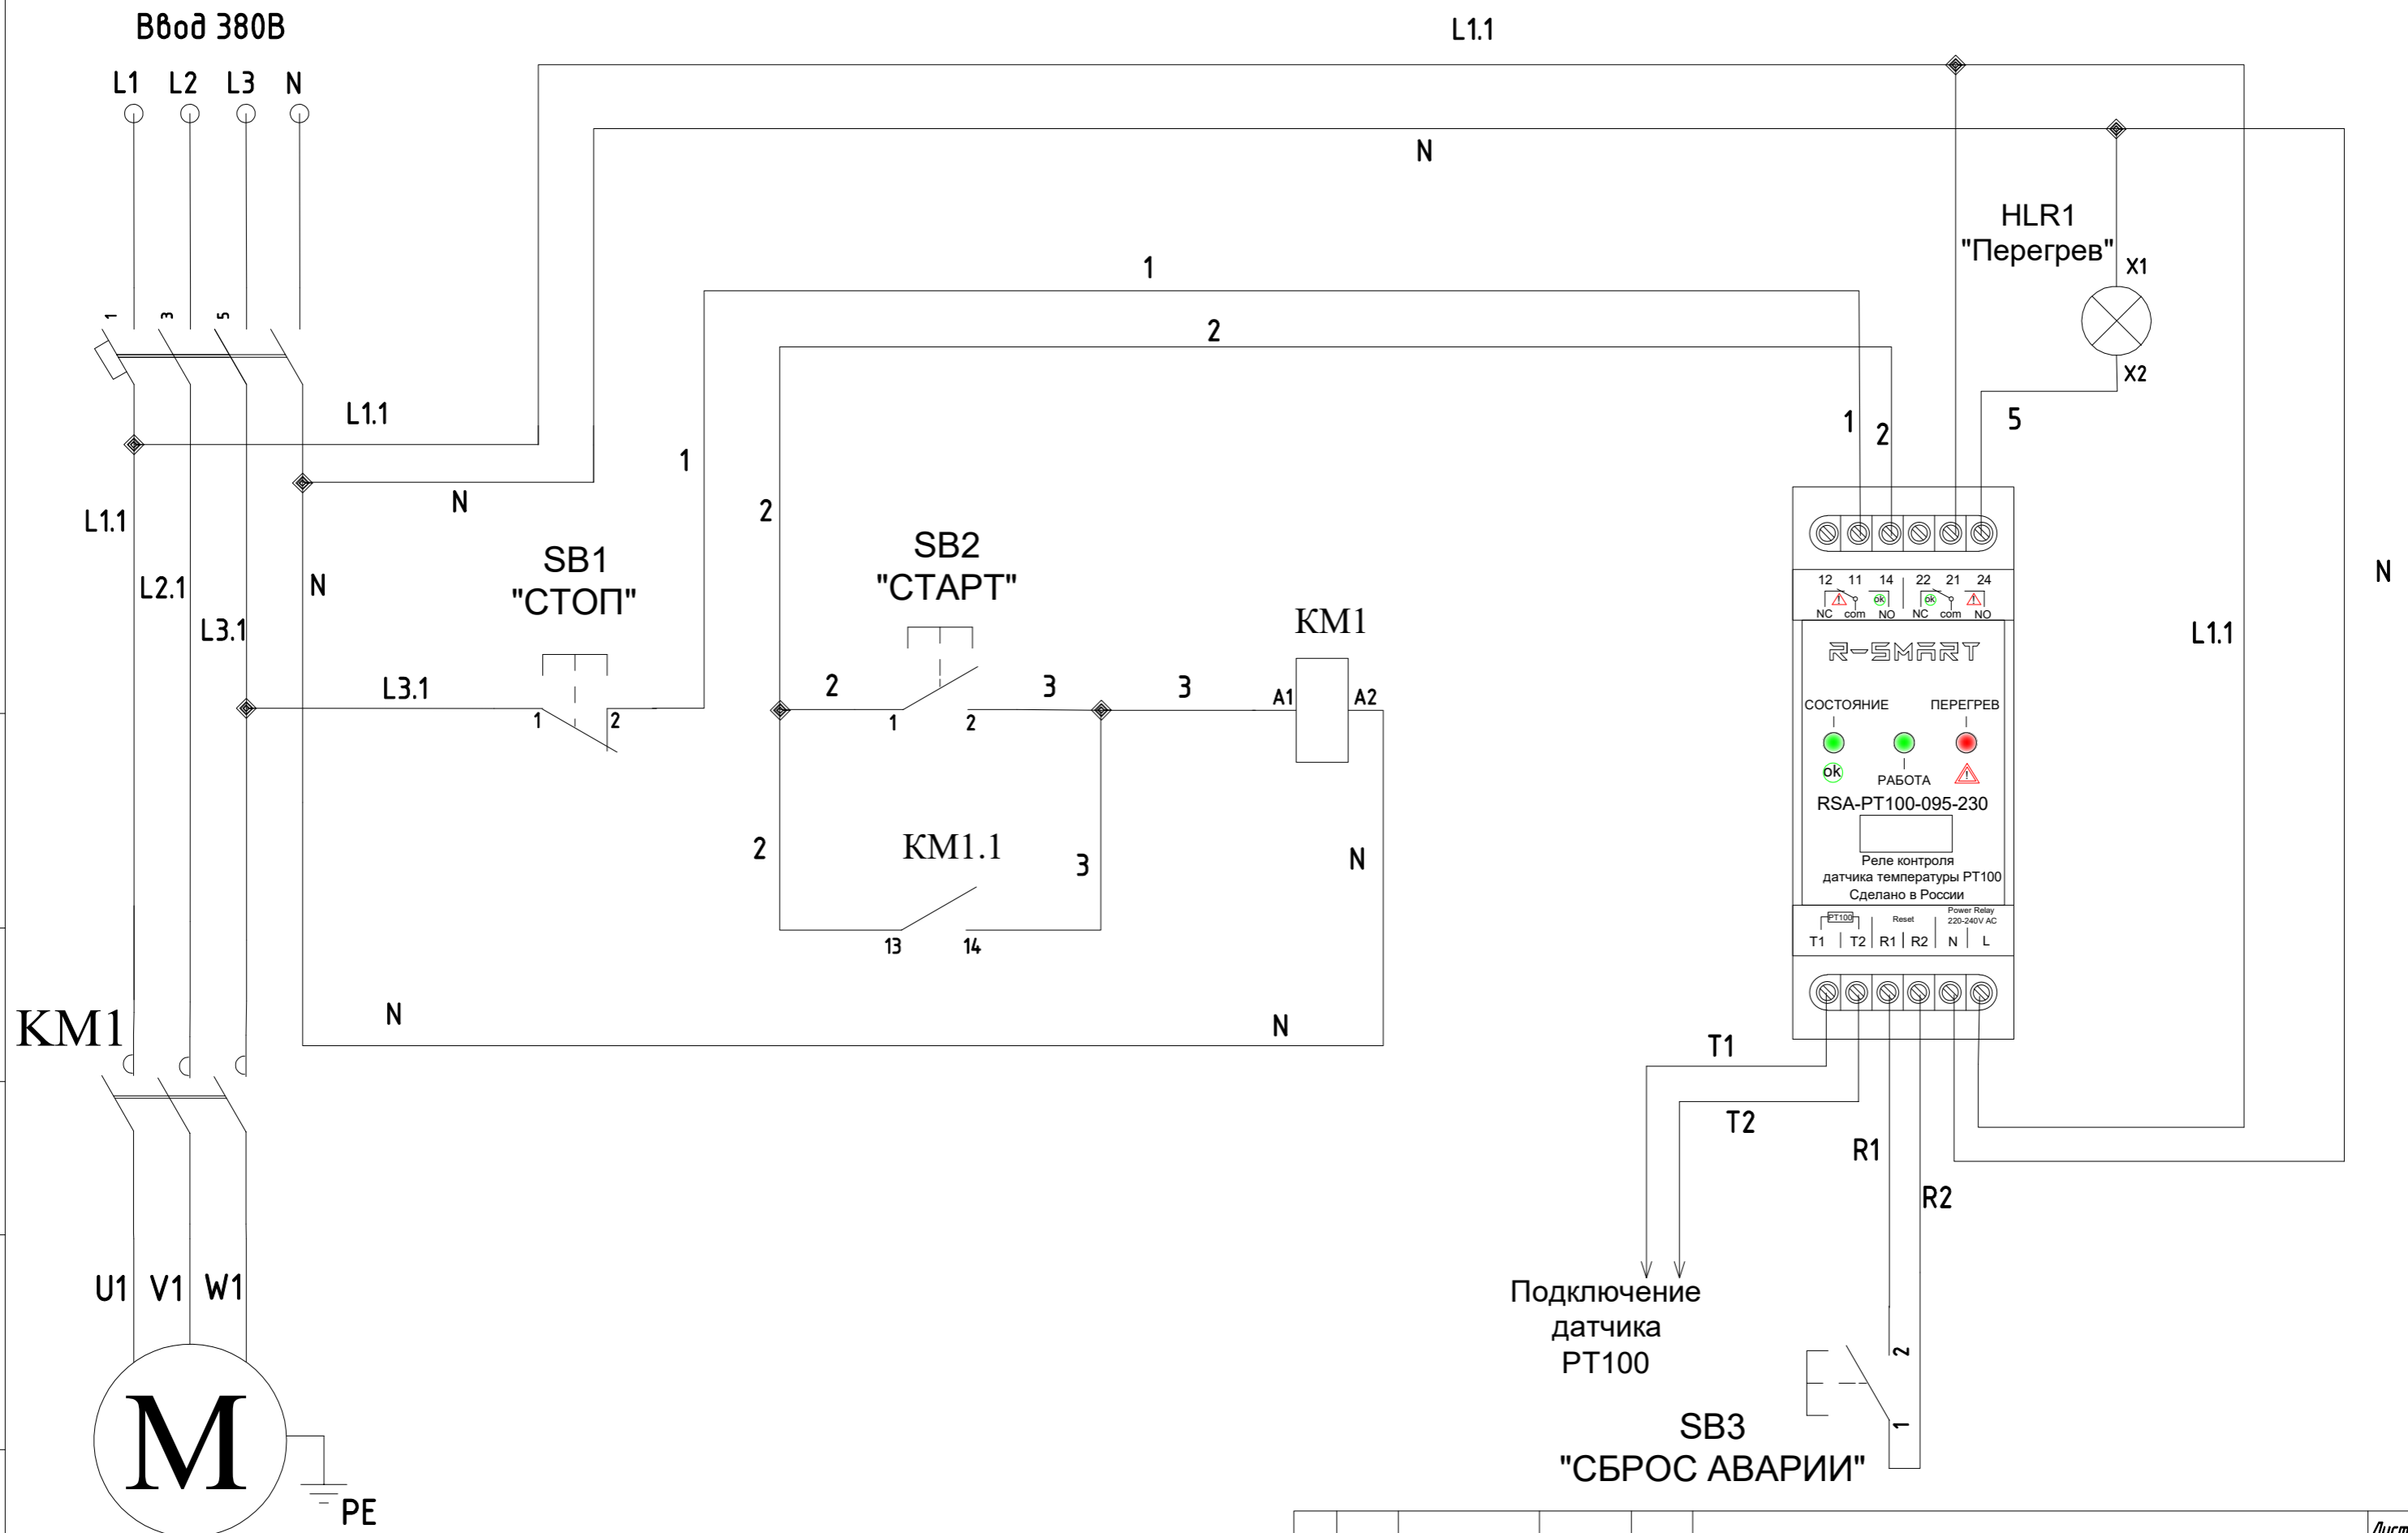 Ввод 380В
L1 L2 L3 N
L1.1
N
HLR1
"Перегрев"
X1
X2
1
2
1 3 5
L1.1
N
1
2
1 2
5
L1.1
L2.1
L3.1
N
SB1
"СТОП"
L3.1
1 2
SB2
"СТАРТ"
2
1 2
3
3
KM1
A1 A2
2
KM1.1
3
13 14
N
N
N
L1.1
N
12 11 14 22 21 24
ok ok
NC com NO NC com NO
R-SMART
СОСТОЯНИЕ ПЕРЕГРЕВ
ok
РАБОТА
RSA-PT100-095-230
Реле контроля
датчика температуры PT100
Сделано в России
PT100 Reset Power Relay
220-240V AC
T1 T2 R1 R2 N L
T1
T2
R1
R2
Подключение
датчика
PT100
2
1
SB3
"СБРОС АВАРИИ"
KM1
U1 V1 W1
M
PE